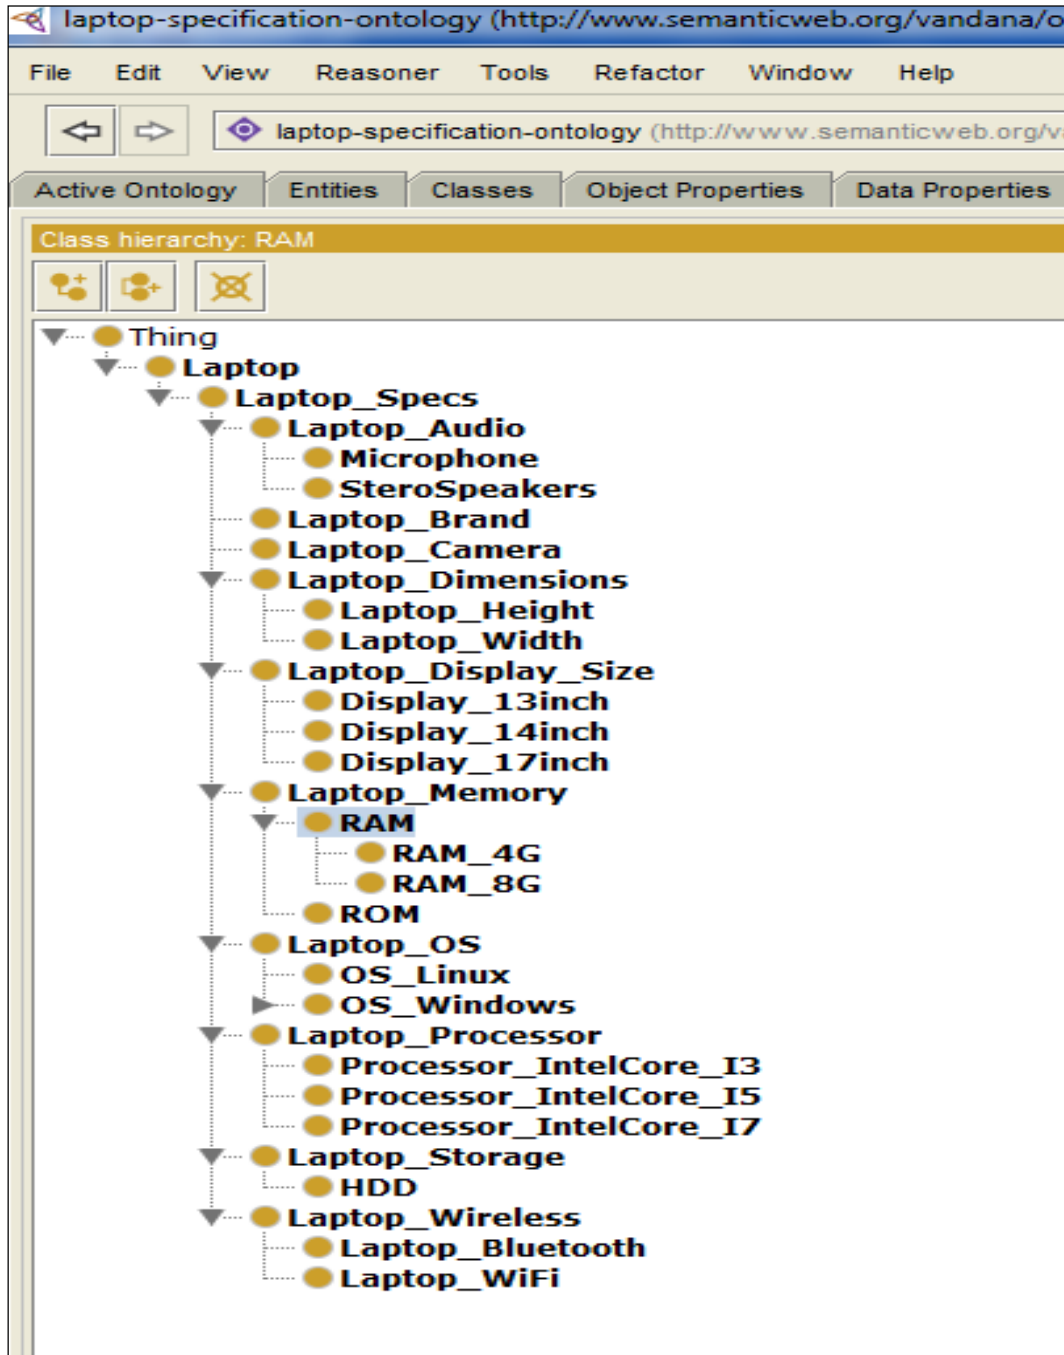 laptop-specification-ontology (http://www.semanticweb.org/vandana/o
File Edit View Reasoner Tools Refactor Window Help
laptop-specification-ontology (http://www.semanticweb.org/v
Active Ontology Entities Classes Object Properties Data Properties
Class hierarchy: RAM
Thing
Laptop
Laptop_Specs
Laptop_Audio
Microphone
SteroSpeakers
Laptop_Brand
Laptop_Camera
Laptop_Dimensions
Laptop_Height
Laptop_Width
Laptop_Display_Size
Display_13inch
Display_14inch
Display_17inch
Laptop_Memory
RAM
RAM_4G
RAM_8G
ROM
Laptop_OS
OS_Linux
OS_Windows
Laptop_Processor
Processor_IntelCore_I3
Processor_IntelCore_I5
Processor_IntelCore_I7
Laptop_Storage
HDD
Laptop_Wireless
Laptop_Bluetooth
Laptop_WiFi